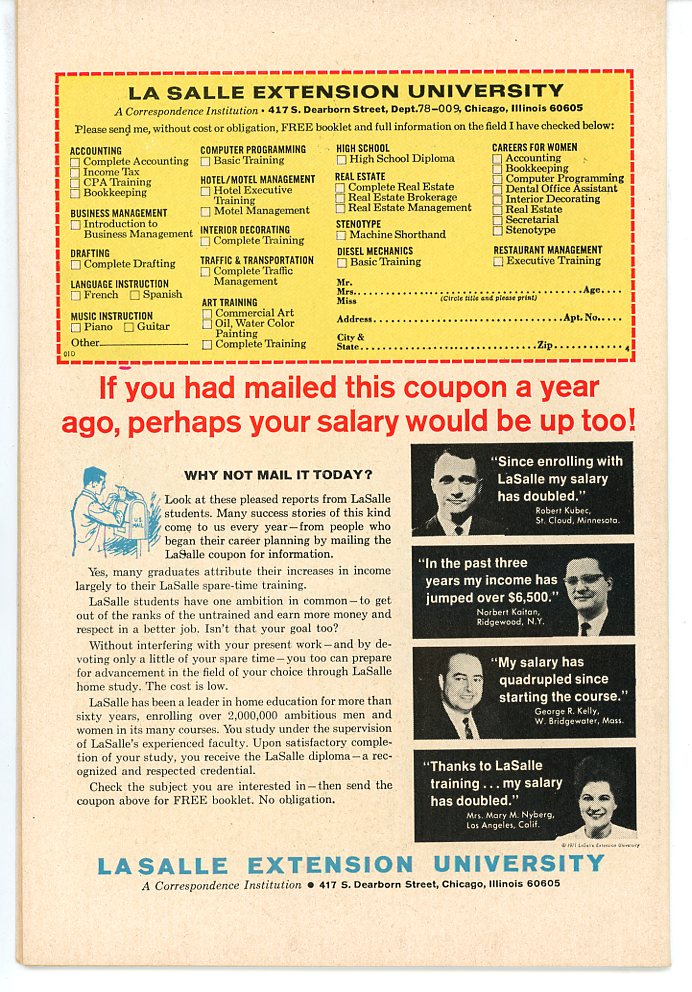 LA SALLE EXTENSION UNIVERSITY
A Correspondence Institution • 417 S. Dearborn Street, Dept. 78-009, Chicago, Illinois 60605
Please send me, without cost or obligation, FREE booklet and full information on the field I have checked below:
ACCOUNTING
Complete Accounting
Income Tax
CPA Training
Bookkeeping
BUSINESS MANAGEMENT
Introduction to
Business Management
DRAFTING
Complete Drafting
LANGUAGE INSTRUCTION
French Spanish
MUSIC INSTRUCTION
Piano Guitar
Other
01D
COMPUTER PROGRAMMING
Basic Training
HOTEL/MOTEL MANAGEMENT
Hotel Executive
Training
Motel Management
INTERIOR DECORATING
Complete Training
TRAFFIC & TRANSPORTATION
Complete Traffic
Management
ART TRAINING
Commercial Art
Oil, Water Color
Painting
Complete Training
HIGH SCHOOL
High School Diploma
REAL ESTATE
Complete Real Estate
Real Estate Brokerage
Real Estate Management
STENOTYPE
Machine Shorthand
DIESEL MECHANICS
Basic Training
CAREERS FOR WOMEN
Accounting
Bookkeeping
Computer Programming
Dental Office Assistant
Interior Decorating
Real Estate
Secretarial
Stenotype
RESTAURANT MANAGEMENT
Executive Training
Mr.
Mrs. Age
Miss (Circle title and please print)
Address Apt. No.
City &
State Zip 4
If you had mailed this coupon a year
ago, perhaps your salary would be up too!
U.S.
MAIL
WHY NOT MAIL IT TODAY?
Look at these pleased reports from LaSalle
students. Many success stories of this kind
come to us every year—from people who
began their career planning by mailing the
LaSalle coupon for information.
Yes, many graduates attribute their increases in income
largely to their LaSalle spare-time training.
LaSalle students have one ambition in common—to get
out of the ranks of the untrained and earn more money and
respect in a better job. Isn't that your goal too?
Without interfering with your present work—and by de-
voting only a little of your spare time—you too can prepare
for advancement in the field of your choice through LaSalle
home study. The cost is low.
LaSalle has been a leader in home education for more than
sixty years, enrolling over 2,000,000 ambitious men and
women in its many courses. You study under the supervision
of LaSalle's experienced faculty. Upon satisfactory comple-
tion of your study, you receive the LaSalle diploma—a rec-
ognized and respected credential.
Check the subject you are interested in—then send the
coupon above for FREE booklet. No obligation.
"Since enrolling with
LaSalle my salary
has doubled."
Robert Kubec,
St. Cloud, Minnesota.
"In the past three
years my income has
jumped over $6,500."
Norbert Kaitan,
Ridgewood, N.Y.
"My salary has
quadrupled since
starting the course."
George R. Kelly,
W. Bridgewater, Mass.
"Thanks to LaSalle
training ... my salary
has doubled."
Mrs. Mary M. Nyberg,
Los Angeles, Calif.
© 1971 LaSalle Extension University
LA SALLE EXTENSION UNIVERSITY
A Correspondence Institution • 417 S. Dearborn Street, Chicago, Illinois 60605